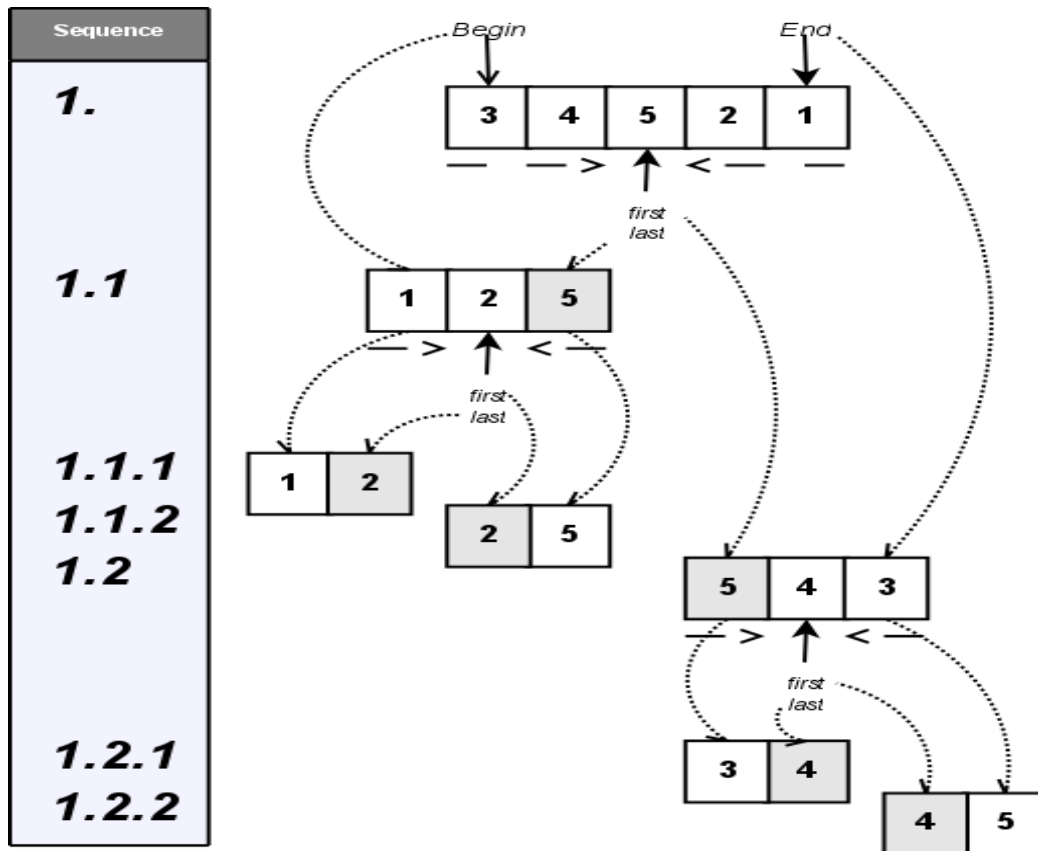 Sequence
Begin End
1.
3 4 5 2 1
first
last
1.1
1 2 5
first
last
1.1.1
1 2
1.1.2
2 5
1.2
5 4 3
first
last
1.2.1
3 4
1.2.2
4 5